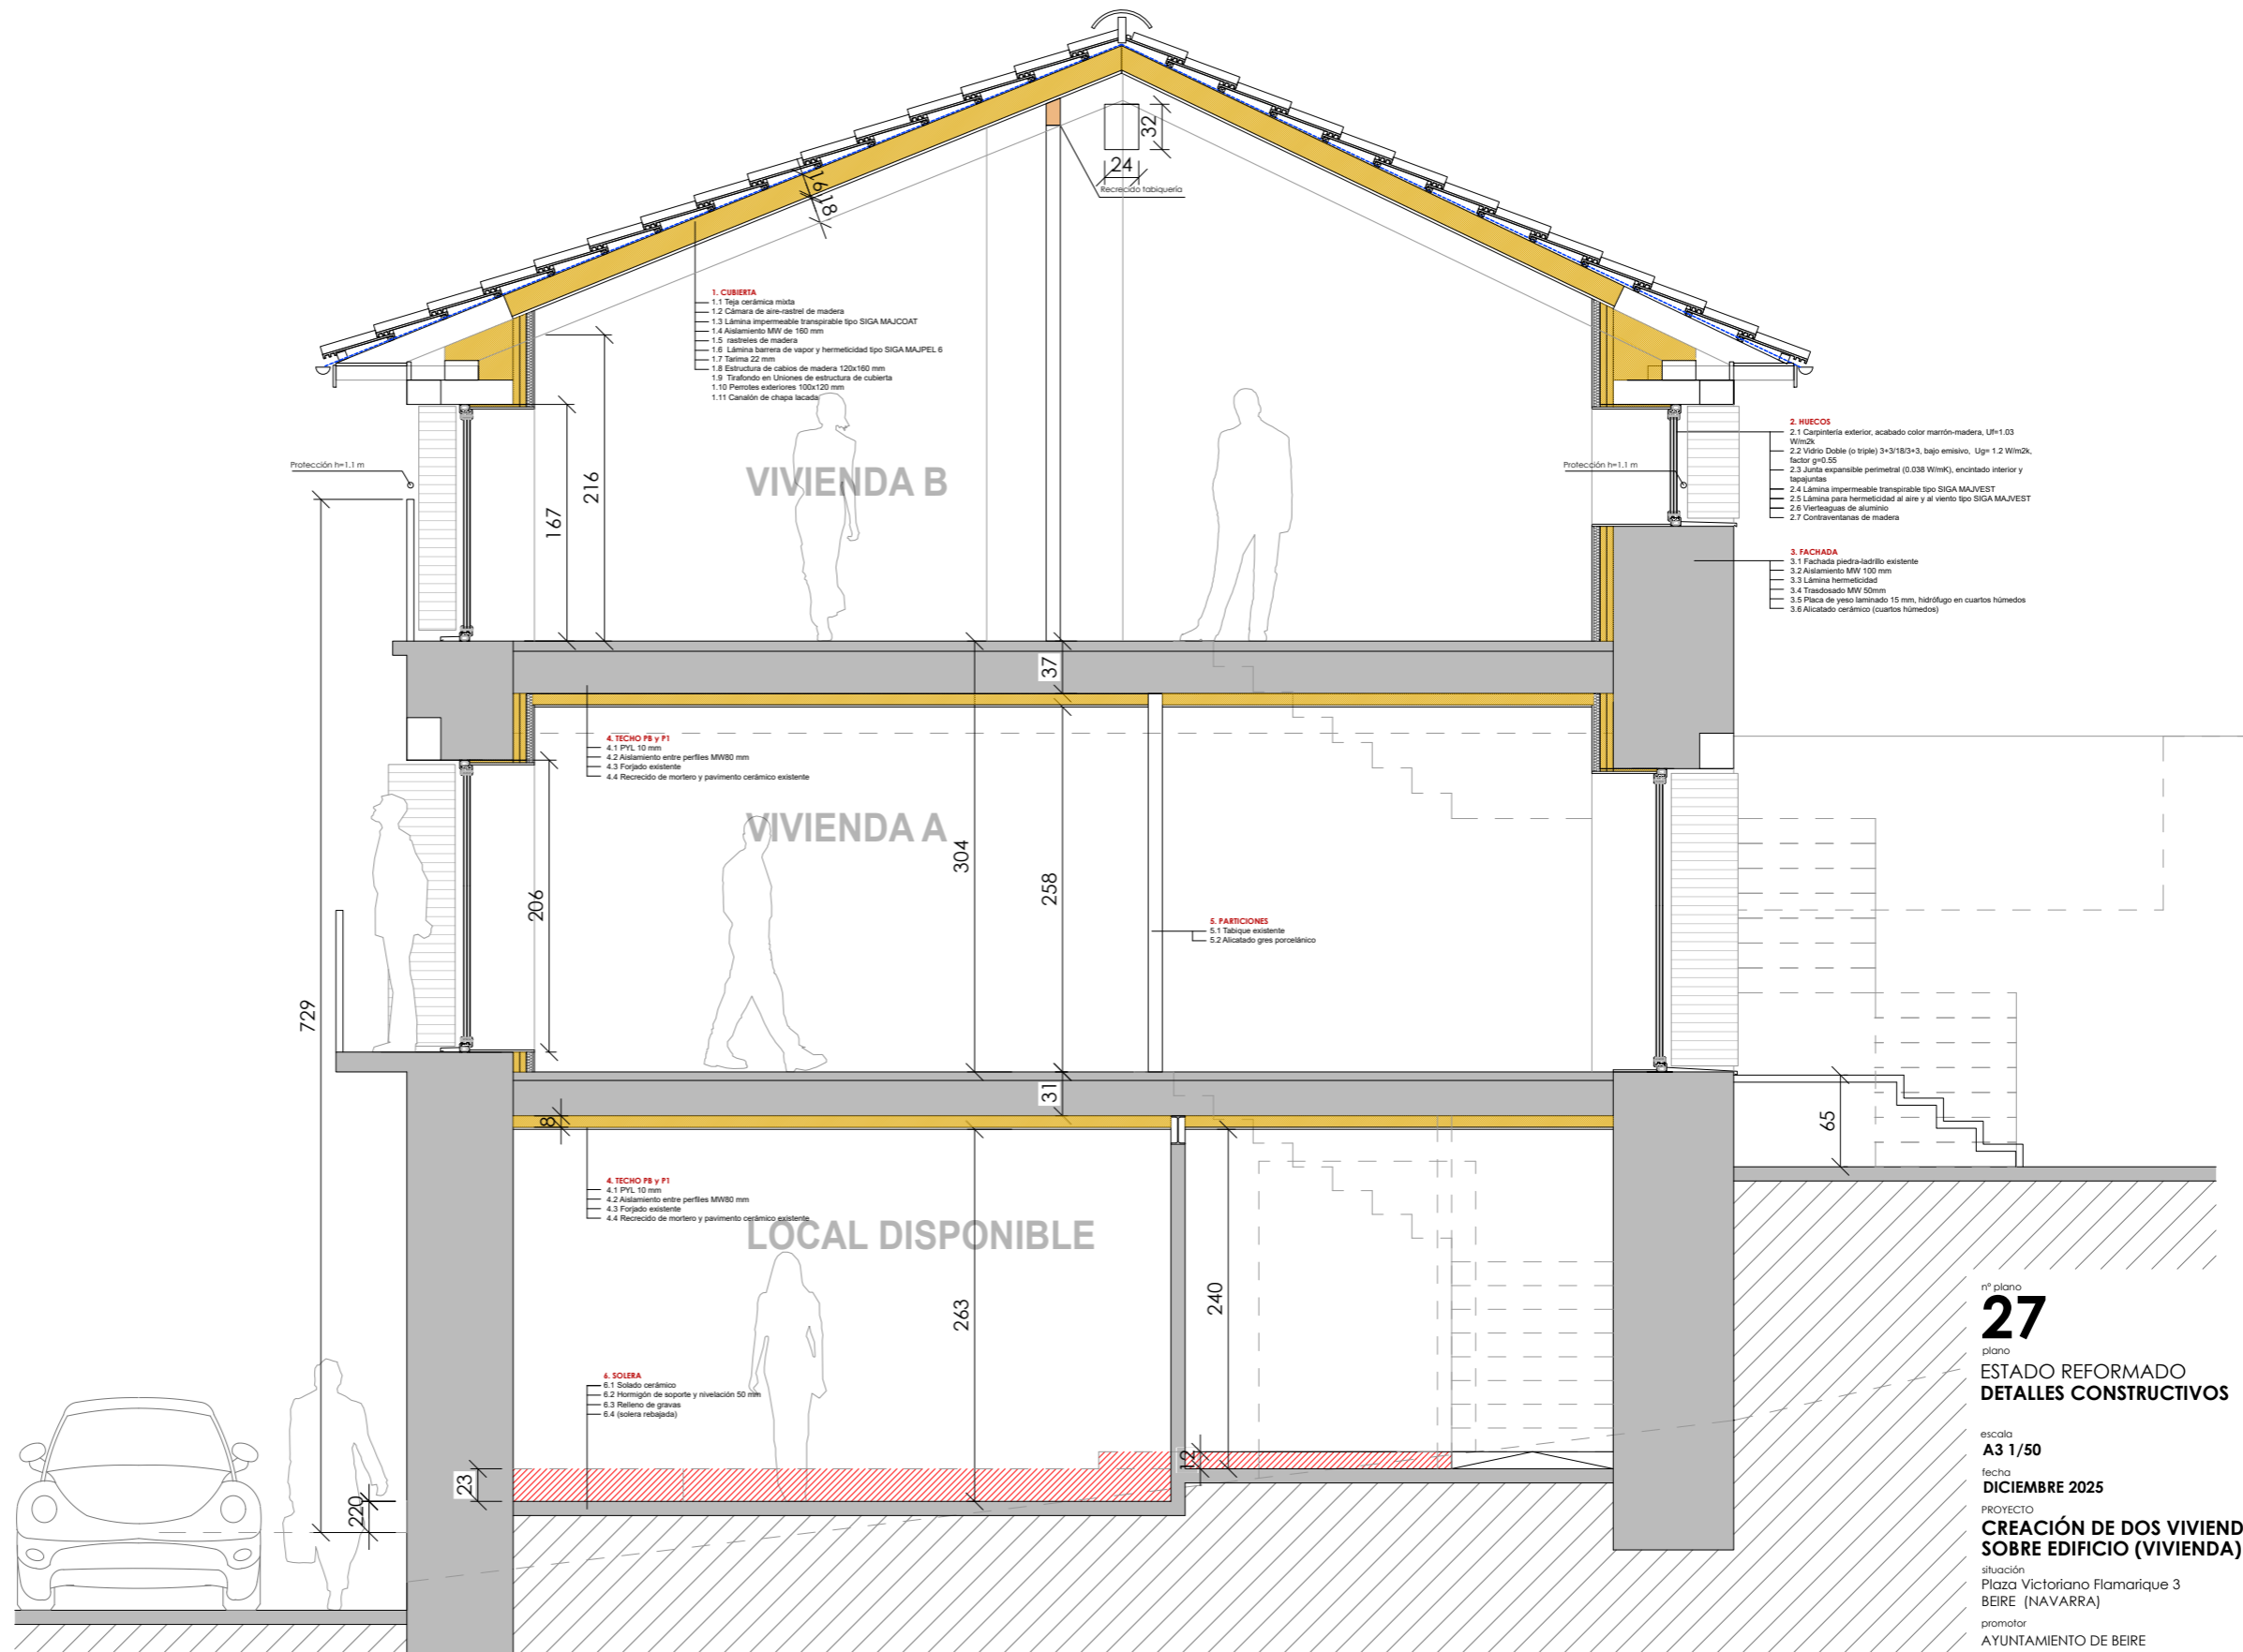 32
24
Recrecido tabiquería
16
18
1. CUBIERTA
1.1 Teja cerámica mixta
1.2 Cámara de aire-rastrel de madera
1.3 Lámina impermeable transpirable tipo SIGA MAJCOAT
1.4 Aislamiento MW de 160 mm
1.5 rastreles de madera
1.6 Lámina barrera de vapor y hermeticidad tipo SIGA MAJPEL 6
1.7 Tarima 22 mm
1.8 Estructura de cabios de madera 120x160 mm
1.9 Tirafondo en Uniones de estructura de cubierta
1.10 Perrotes exteriores 100x120 mm
1.11 Canalón de chapa lacada
Protección h=1.1 m
167
216
VIVIENDA B
Protección h=1.1 m
2. HUECOS
2.1 Carpintería exterior, acabado color marrón-madera, Uf=1.03
W/m2k
2.2 Vidrio Doble (o triple) 3+3/18/3+3, bajo emisivo, Ug= 1.2 W/m2k,
factor g=0.55
2.3 Junta expansible perimetral (0.038 W/mK), encintado interior y
tapajuntas
2.4 Lámina impermeable transpirable tipo SIGA MAJVEST
2.5 Lámina para hermeticidad al aire y al viento tipo SIGA MAJVEST
2.6 Vierteaguas de aluminio
2.7 Contraventanas de madera
3. FACHADA
3.1 Fachada piedra-ladrillo existente
3.2 Aislamiento MW 100 mm
3.3 Lámina hermeticidad
3.4 Trasdosado MW 50mm
3.5 Placa de yeso laminado 15 mm, hidrófugo en cuartos húmedos
3.6 Alicatado cerámico (cuartos húmedos)
37
4. TECHO PB y P1
4.1 PYL 10 mm
4.2 Aislamiento entre perfiles MW80 mm
4.3 Forjado existente
4.4 Recrecido de mortero y pavimento cerámico existente
VIVIENDA A
206
304
258
5. PARTICIONES
5.1 Tabique existente
5.2 Alicatado gres porcelánico
729
31
8
65
4. TECHO PB y P1
4.1 PYL 10 mm
4.2 Aislamiento entre perfiles MW80 mm
4.3 Forjado existente
4.4 Recrecido de mortero y pavimento cerámico existente
LOCAL DISPONIBLE
263
240
6. SOLERA
6.1 Solado cerámico
6.2 Hormigón de soporte y nivelación 50 mm
6.3 Relleno de gravas
6.4 (solera rebajada)
23
12
220
nº plano
27
plano
ESTADO REFORMADO
DETALLES CONSTRUCTIVOS
escala
A3 1/50
fecha
DICIEMBRE 2025
PROYECTO
CREACIÓN DE DOS VIVIEND
SOBRE EDIFICIO (VIVIENDA)
situación
Plaza Victoriano Flamarique 3
BEIRE (NAVARRA)
promotor
AYUNTAMIENTO DE BEIRE